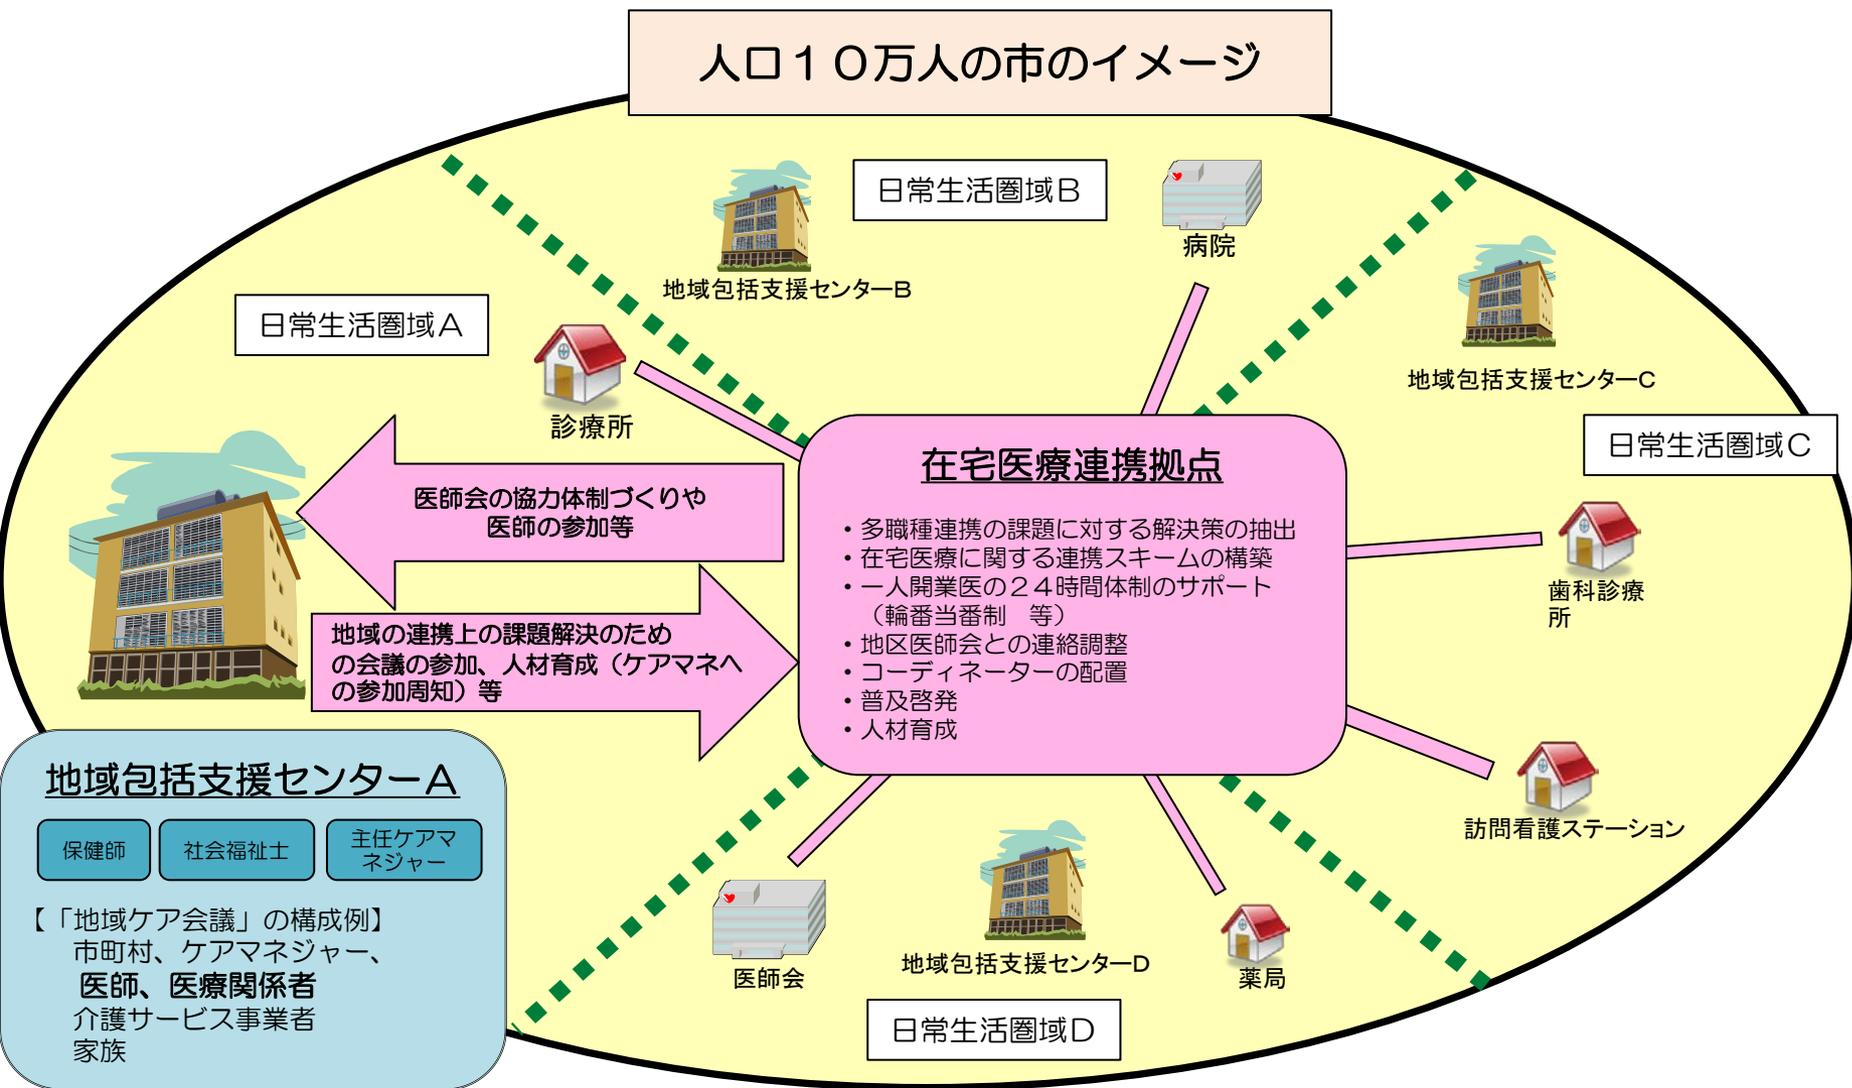 人口１０万人の市のイメージ
日常生活圏域Ｂ
病院
地域包括支援センターB
日常生活圏域Ａ
診療所
地域包括支援センターC
日常生活圏域Ｃ
医師会の協力体制づくりや
医師の参加等
地域の連携上の課題解決のため
の会議の参加、人材育成（ケアマネへ
の参加周知）等
在宅医療連携拠点
・多職種連携の課題に対する解決策の抽出
・在宅医療に関する連携スキームの構築
・一人開業医の２４時間体制のサポート
（輪番当番制　等）
・地区医師会との連絡調整
・コーディネーターの配置
・普及啓発
・人材育成
歯科診療
所
訪問看護ステーション
地域包括支援センターＡ
保健師
社会福祉士
主任ケアマ
ネジャー
【「地域ケア会議」の構成例】
市町村、ケアマネジャー、
医師、医療関係者
介護サービス事業者
家族
医師会
地域包括支援センターD
薬局
日常生活圏域Ｄ